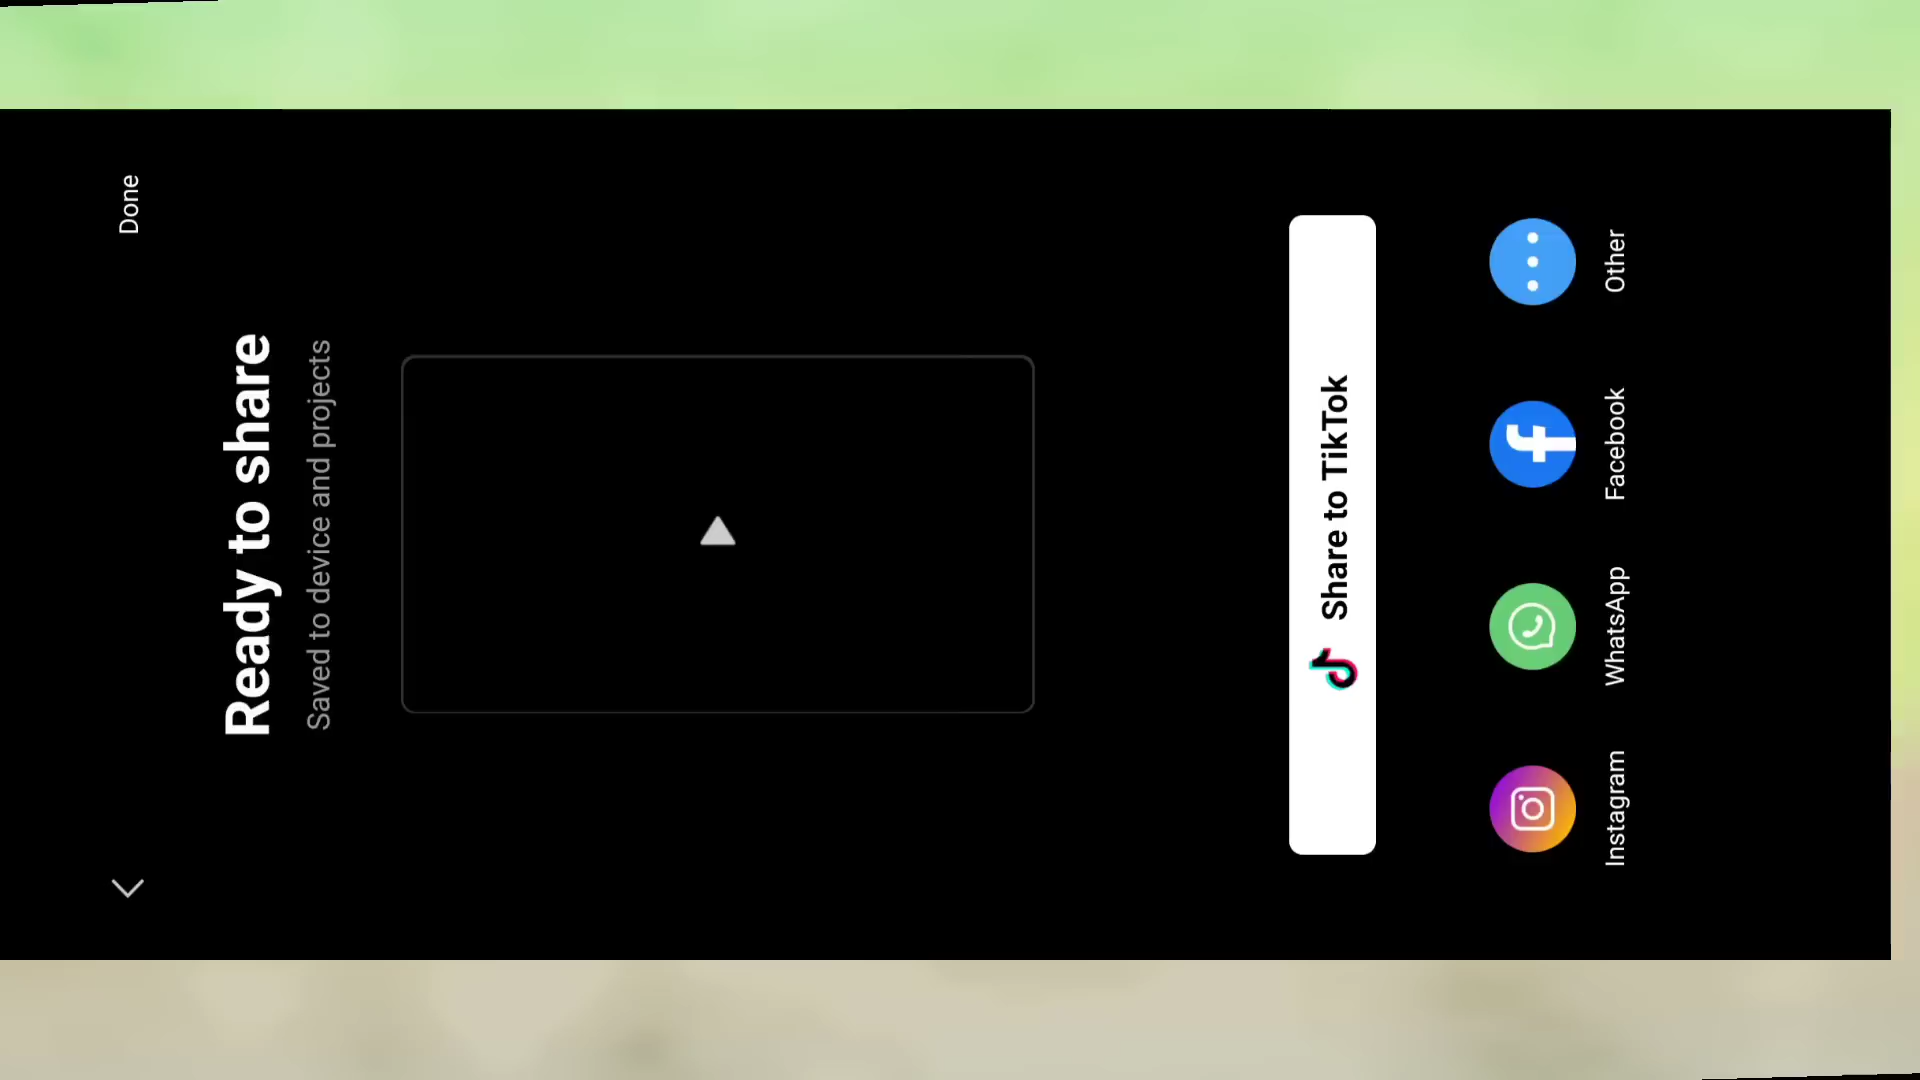 Done
Ready to share
Saved to device and projects
Share to TikTok
Instagram
WhatsApp
Facebook
Other